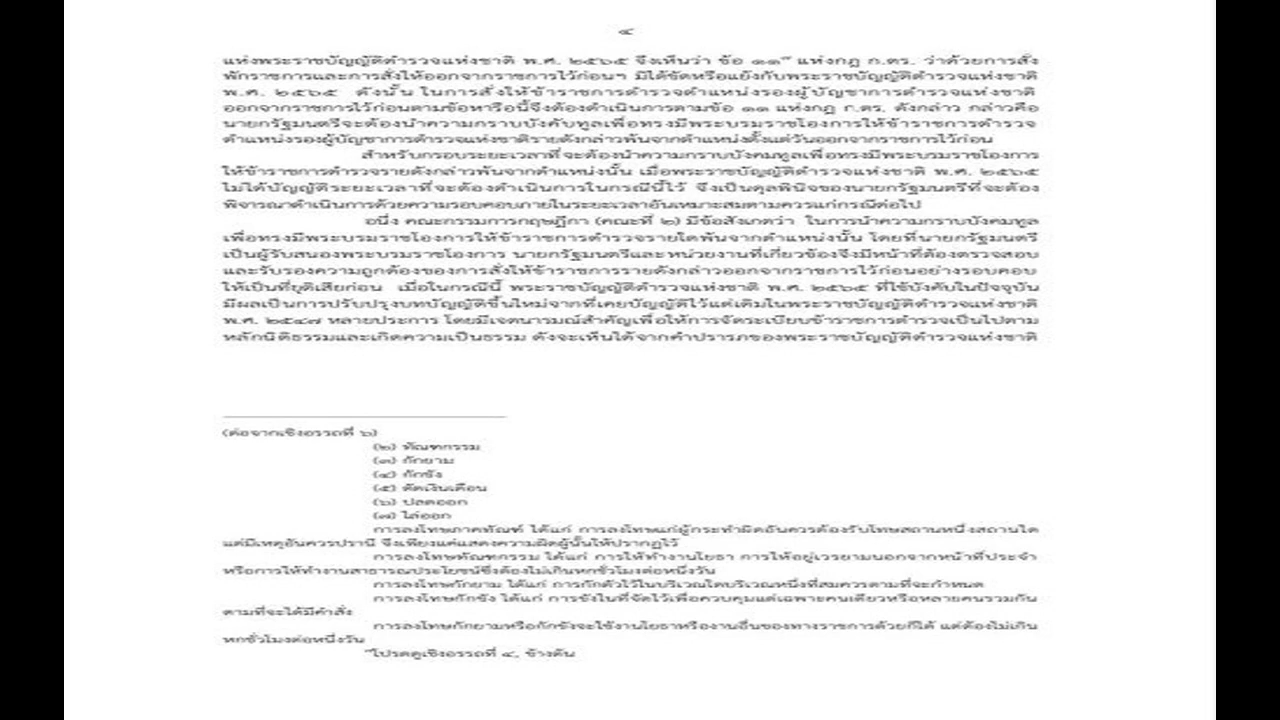 ๔
แห่งพระราชบัญญัติตำรวจแห่งชาติ พ.ศ. ๒๕๖๕ จึงเห็นว่า ข้อ ๑๑ แห่งกฎ ก.ตร. ว่าด้วยการสั่ง
พักราชการและการสั่งให้ออกจากราชการไว้ก่อนฯ มิได้ขัดหรือแย้งกับพระราชบัญญัติตำรวจแห่งชาติ
พ.ศ. ๒๕๖๕ ดังนั้น ในการสั่งให้ข้าราชการตำรวจตำแหน่งรองผู้บัญชาการตำรวจแห่งชาติ
ออกจากราชการไว้ก่อนตามข้อหารือนี้จึงต้องดำเนินการตามข้อ ๑๑ แห่งกฎ ก.ตร. ดังกล่าว กล่าวคือ
นายกรัฐมนตรีจะต้องนำความกราบบังคับทูลเพื่อทรงมีพระบรมราชโองการให้ข้าราชการตำรวจ
ตำแหน่งรองผู้บัญชาการตำรวจแห่งชาติรายดังกล่าวพ้นจากตำแหน่งตั้งแต่วันออกจากราชการไว้ก่อน
สำหรับกรอบระยะเวลาที่จะต้องนำความกราบบังคมทูลเพื่อทรงมีพระบรมราชโองการ
ให้ข้าราชการตำรวจรายดังกล่าวพ้นจากตำแหน่งนั้น เมื่อพระราชบัญญัติตำรวจแห่งชาติ พ.ศ. ๒๕๖๕
ไม่ได้บัญญัติระยะเวลาที่จะต้องดำเนินการในกรณีนี้ไว้ จึงเป็นดุลพินิจของนายกรัฐมนตรีที่จะต้อง
พิจารณาดำเนินการด้วยความรอบคอบภายในระยะเวลาอันเหมาะสมตามควรแก่กรณีต่อไป
อนึ่ง คณะกรรมการกฤษฎีกา (คณะที่ ๒) มีข้อสังเกตว่า ในการนำความกราบบังคมทูล
เพื่อทรงมีพระบรมราชโองการให้ข้าราชการตำรวจรายใดพ้นจากตำแหน่งนั้น โดยที่นายกรัฐมนตรี
เป็นผู้รับสนองพระบรมราชโองการ นายกรัฐมนตรีและหน่วยงานที่เกี่ยวข้องจึงมีหน้าที่ต้องตรวจสอบ
และรับรองความถูกต้องของการสั่งให้ข้าราชการรายดังกล่าวออกจากราชการไว้ก่อนอย่างรอบคอบ
ให้เป็นที่ยุติเสียก่อน เมื่อในกรณีนี้ พระราชบัญญัติตำรวจแห่งชาติ พ.ศ. ๒๕๖๕ ที่ใช้บังคับในปัจจุบัน
มีผลเป็นการปรับปรุงบทบัญญัติขึ้นใหม่จากที่เคยบัญญัติไว้แต่เดิมในพระราชบัญญัติตำรวจแห่งชาติ
พ.ศ. ๒๕๔๗ หลายประการ โดยมีเจตนารมณ์สำคัญเพื่อให้การจัดระเบียบข้าราชการตำรวจเป็นไปตาม
หลักนิติธรรมและเกิดความเป็นธรรม ดังจะเห็นได้จากคำปรารภของพระราชบัญญัติตำรวจแห่งชาติ
(ต่อจากเชิงอรรถที่ ๖)
(๒) ทัณฑกรรม
(๓) กักยาม
(๔) กักขัง
(๕) ตัดเงินเดือน
(๖) ปลดออก
(๗) ไล่ออก
การลงโทษภาคทัณฑ์ ได้แก่ การลงโทษแก่ผู้กระทำผิดอันควรต้องรับโทษสถานหนึ่งสถานใด
แต่มีเหตุอันควรปรานี จึงเพียงแต่แสดงความผิดผู้นั้นให้ปรากฏไว้
การลงโทษทัณฑกรรม ได้แก่ การให้ทำงานโยธา การให้อยู่เวรยามนอกจากหน้าที่ประจำ
หรือการให้ทำงานสาธารณประโยชน์ซึ่งต้องไม่เกินหกชั่วโมงต่อหนึ่งวัน
การลงโทษกักยาม ได้แก่ การกักตัวไว้ในบริเวณใดบริเวณหนึ่งที่สมควรตามที่จะกำหนด
การลงโทษกักขัง ได้แก่ การขังในที่จัดไว้เพื่อควบคุมแต่เฉพาะคนเดียวหรือหลายคนรวมกัน
ตามที่จะได้มีคำสั่ง
การลงโทษกักยามหรือกักขังจะใช้งานโยธาหรืองานอื่นของทางราชการด้วยก็ได้ แต่ต้องไม่เกิน
หกชั่วโมงต่อหนึ่งวัน
โปรดดูเชิงอรรถที่ ๔, ข้างต้น